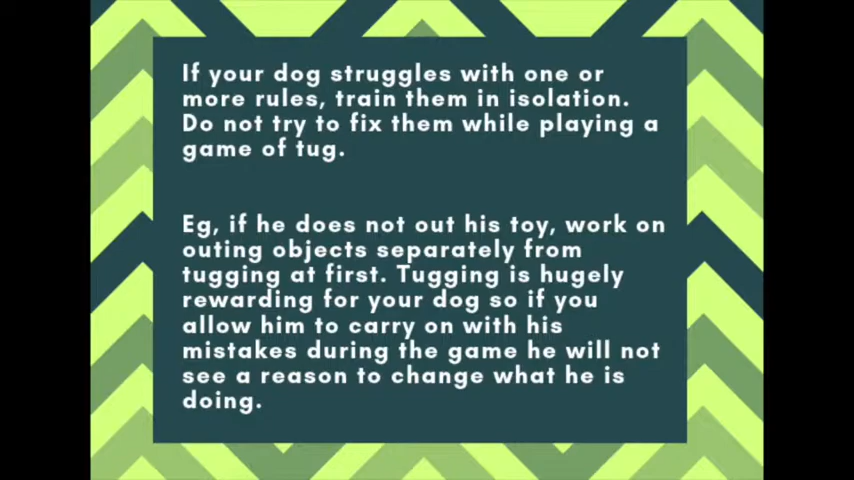 If your dog struggles with one or
more rules, train them in isolation.
Do not try to fix them while playing a
game of tug.
Eg, if he does not out his toy, work on
outing objects separately from
tugging at first. Tugging is hugely
rewarding for your dog so if you
allow him to carry on with his
mistakes during the game he will not
see a reason to change what he is
doing.